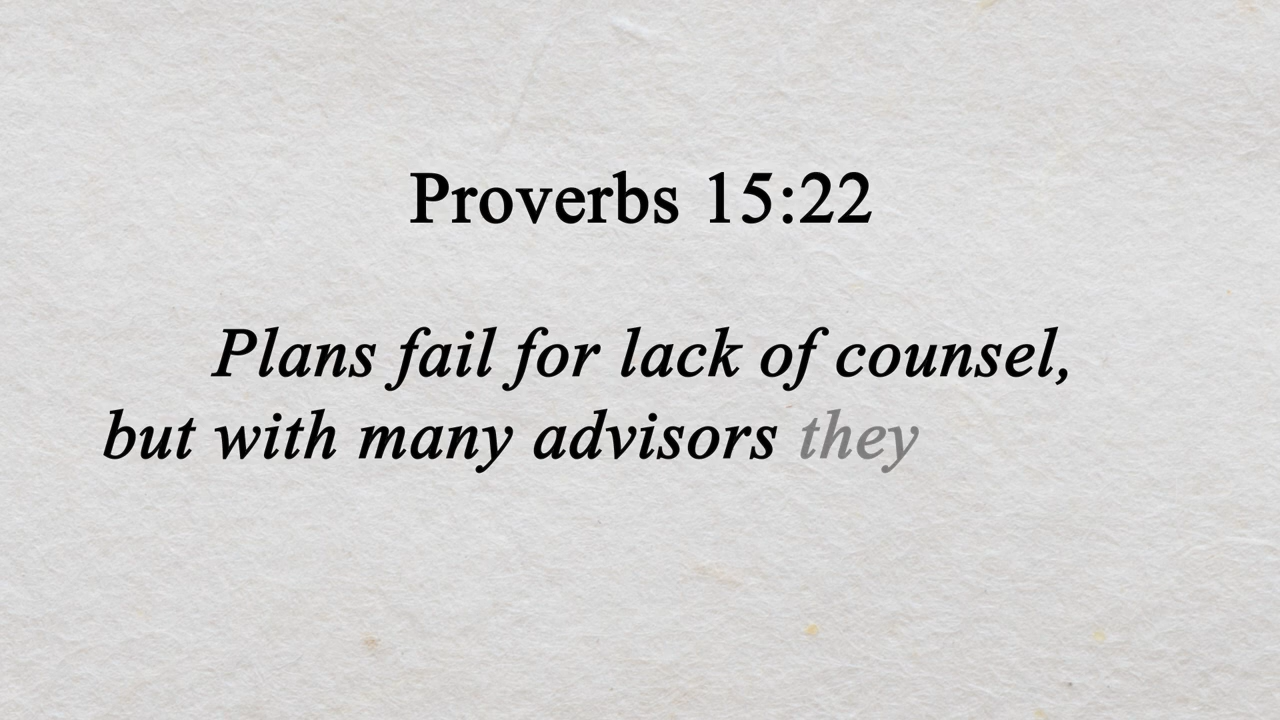 Proverbs 15:22
Plans fail for lack of counsel,
but with many advisors they